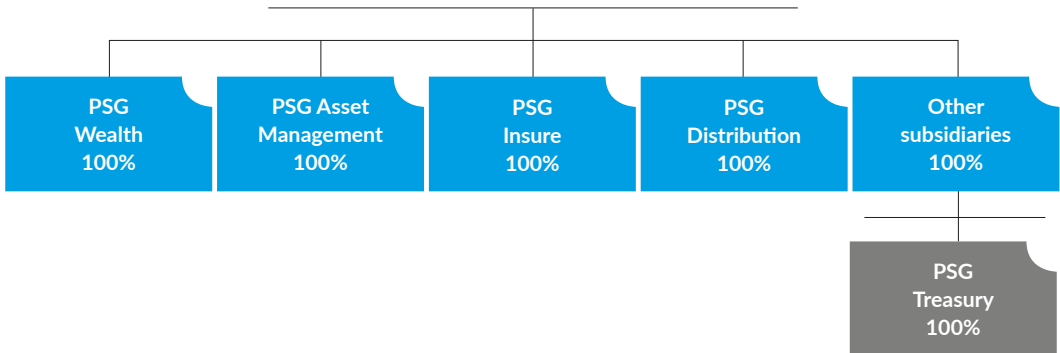 PSG
Wealth
100%
PSG Asset
Management
100%
PSG
Insure
100%
PSG
Distribution
100%
Other
subsidiaries
100%
PSG
Treasury
100%